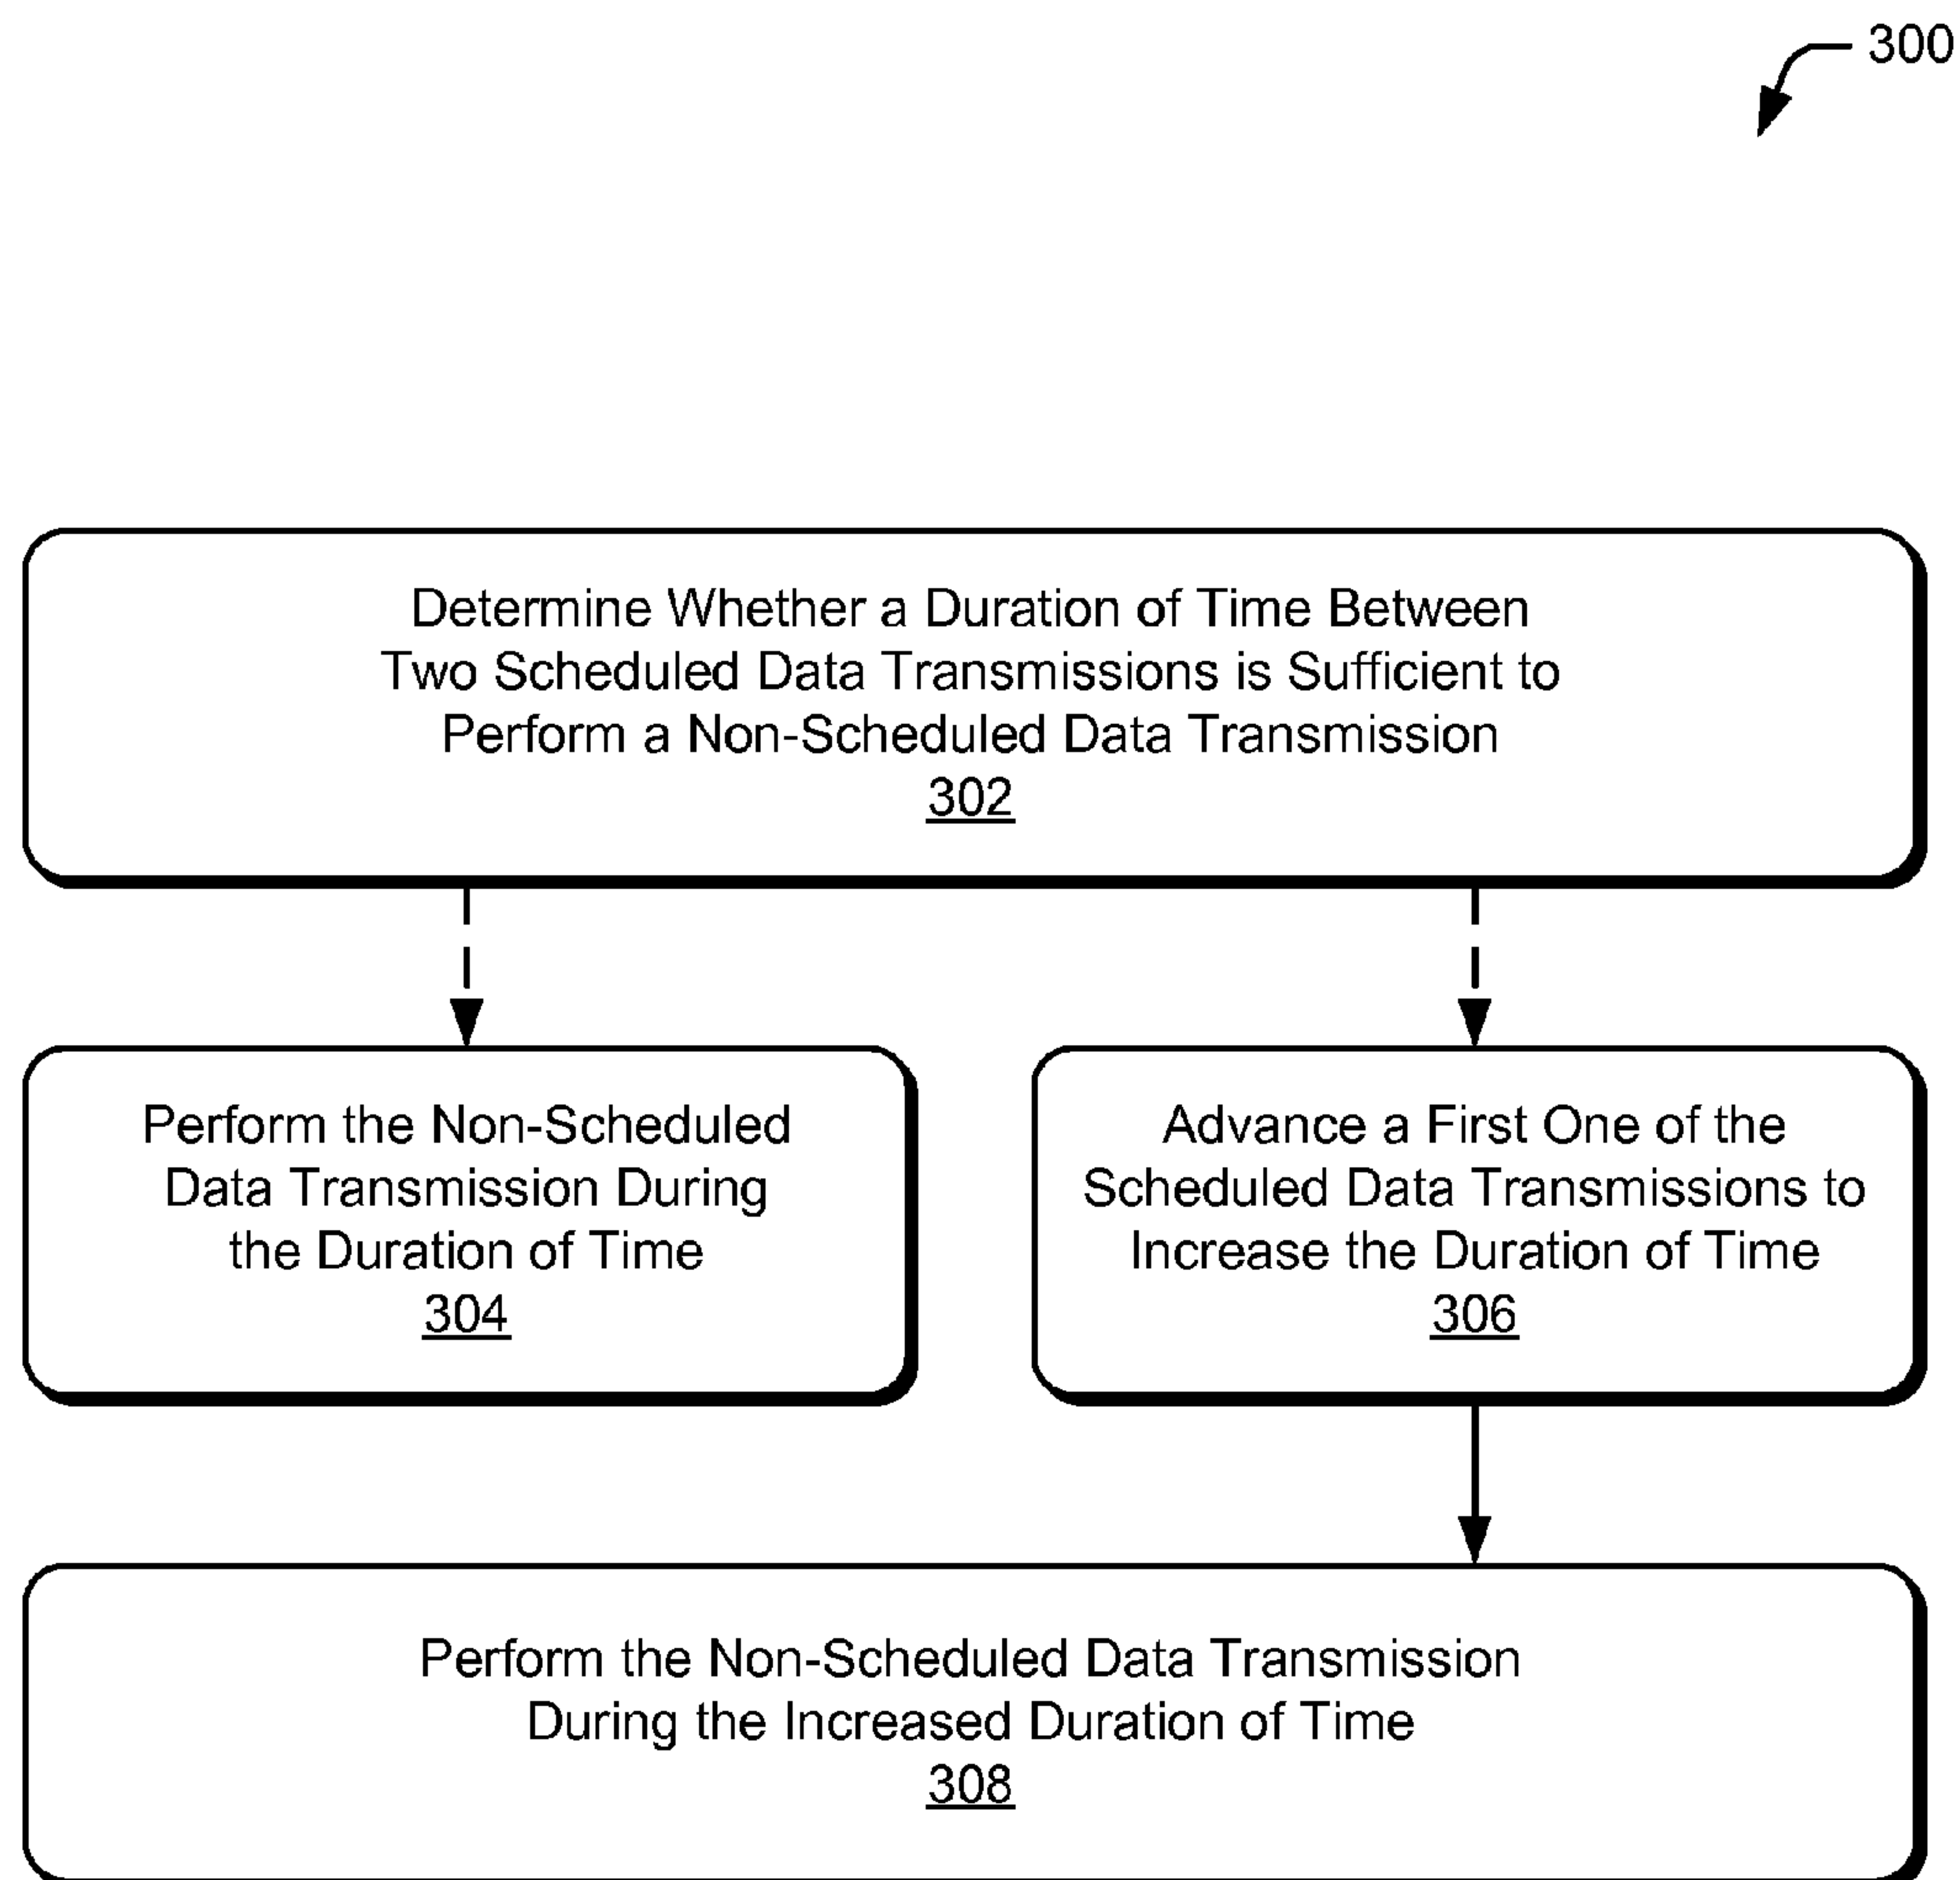 300
Determine Whether a Duration of Time Between
Two Scheduled Data Transmissions is Sufficient to
Perform a Non-Scheduled Data Transmission
302
Perform the Non-Scheduled
Data Transmission During
the Duration of Time
304
Advance a First One of the
Scheduled Data Transmissions to
Increase the Duration of Time
306
Perform the Non-Scheduled Data Transmission
During the Increased Duration of Time
308